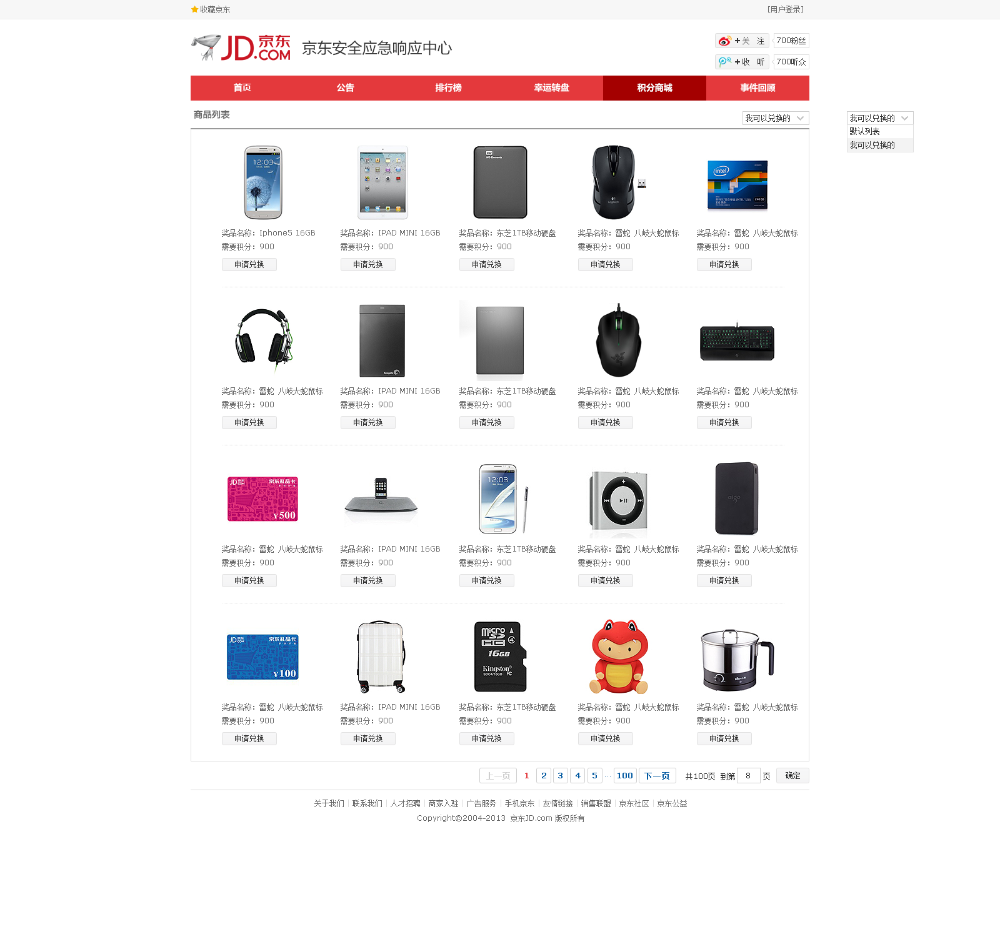 收藏京东 [用户登录]
JD京东.COM 京东安全应急响应中心
+关 注 700粉丝
+收 听 700听众
首页 公告 排行榜 幸运转盘 积分商城 事件回顾
商品列表 我可以兑换的 我可以兑换的
默认列表
我可以兑换的
12:03
WD Elements
Logitech
intel
240 GB
奖品名称：Iphone5 16GB 奖品名称：IPAD MINI 16GB 奖品名称：东芝1TB移动硬盘 奖品名称：雷蛇 八岐大蛇鼠标 奖品名称：雷蛇 八岐大蛇鼠标
需要积分：900 需要积分：900 需要积分：900 需要积分：900 需要积分：900
申请兑换 申请兑换 申请兑换 申请兑换 申请兑换
Seagate
奖品名称：雷蛇 八岐大蛇鼠标 奖品名称：IPAD MINI 16GB 奖品名称：东芝1TB移动硬盘 奖品名称：雷蛇 八岐大蛇鼠标 奖品名称：雷蛇 八岐大蛇鼠标
需要积分：900 需要积分：900 需要积分：900 需要积分：900 需要积分：900
申请兑换 申请兑换 申请兑换 申请兑换 申请兑换
JD京东.COM 京东礼品卡
¥500
12:03
aigo
奖品名称：雷蛇 八岐大蛇鼠标 奖品名称：IPAD MINI 16GB 奖品名称：东芝1TB移动硬盘 奖品名称：雷蛇 八岐大蛇鼠标 奖品名称：雷蛇 八岐大蛇鼠标
需要积分：900 需要积分：900 需要积分：900 需要积分：900 需要积分：900
申请兑换 申请兑换 申请兑换 申请兑换 申请兑换
JD京东.COM 京东礼品卡
¥100
micro SD HC 4
16GB
Kingston
SDC4/16GB FC
奖品名称：雷蛇 八岐大蛇鼠标 奖品名称：IPAD MINI 16GB 奖品名称：东芝1TB移动硬盘 奖品名称：雷蛇 八岐大蛇鼠标 奖品名称：雷蛇 八岐大蛇鼠标
需要积分：900 需要积分：900 需要积分：900 需要积分：900 需要积分：900
申请兑换 申请兑换 申请兑换 申请兑换 申请兑换
上一页 1 2 3 4 5 ... 100 下一页 共100页 到第 8 页 确定
关于我们 | 联系我们 | 人才招聘 | 商家入驻 | 广告服务 | 手机京东 | 友情链接 | 销售联盟 | 京东社区 | 京东公益
Copyright©2004-2013 京东JD.com 版权所有